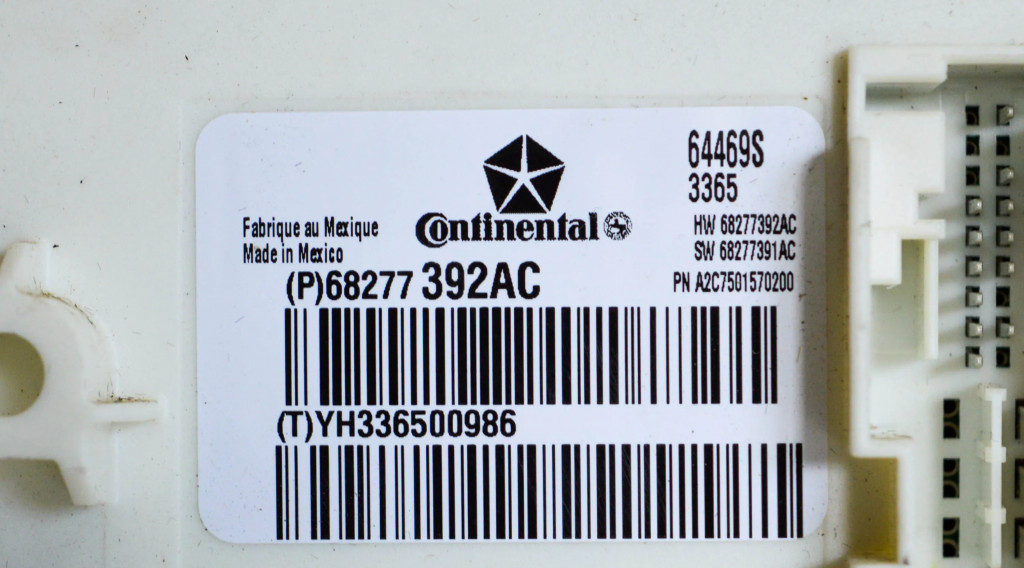 64469S
3365
Continental
Fabrique au Mexique
Made in Mexico
HW 68277392AC
SW 68277391AC
PN A2C7501570200
(P)68277 392AC
(T)YH336500986